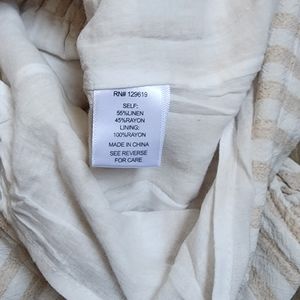 RN# 129619
SELF:
55%LINEN
45%RAYON
LINING:
100%RAYON
MADE IN CHINA
SEE REVERSE
FOR CARE